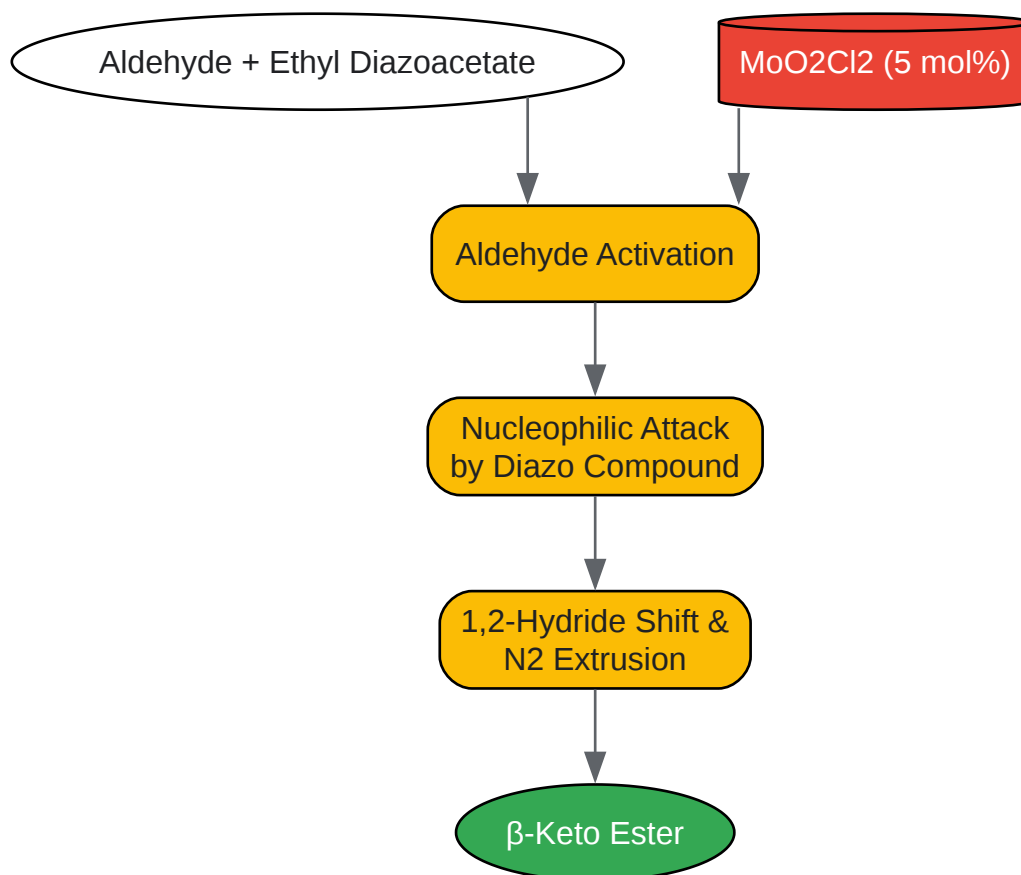 Aldehyde + Ethyl Diazoacetate
MoO2Cl2 (5 mol%)
Aldehyde Activation
Nucleophilic Attack
by Diazo Compound
1,2-Hydride Shift &
N2 Extrusion
β-Keto Ester